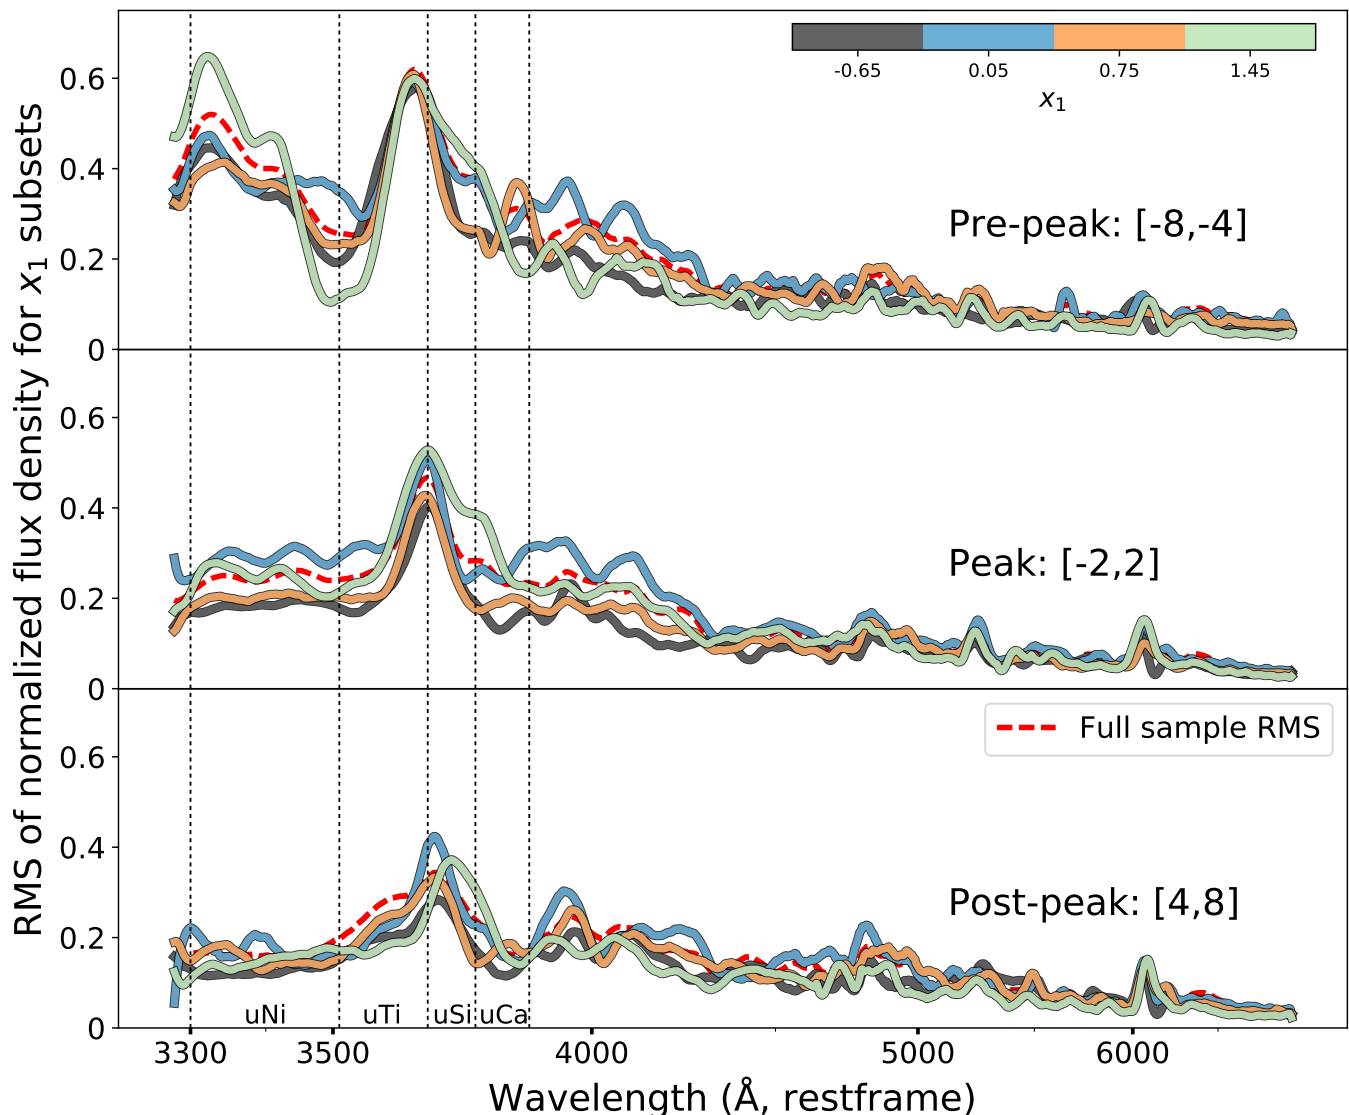 -0.65 0.05 0.75 1.45
x₁
RMS of normalized flux density for x₁ subsets
0.6
0.4
0.2
0
Pre-peak: [-8,-4]
0.6
0.4
0.2
0
Peak: [-2,2]
0.6
0.4
0.2
0
Full sample RMS
Post-peak: [4,8]
uNi uTi uSi uCa
3300 3500 4000 5000 6000
Wavelength (Å, restframe)